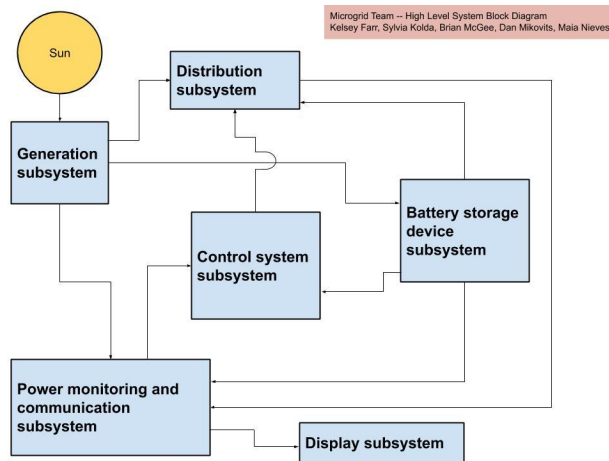 Microgrid Team -- High Level System Block Diagram
Kelsey Farr, Sylvia Kolda, Brian McGee, Dan Mikovits, Maia Nieves
Sun
Distribution
subsystem
Generation
subsystem
Battery storage
device
subsystem
Control system
subsystem
Power monitoring and
communication
subsystem
Display subsystem